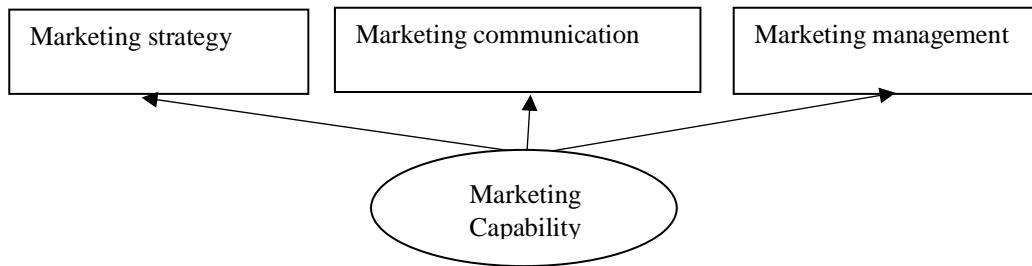 Marketing strategy
Marketing communication
Marketing management
Marketing
Capability